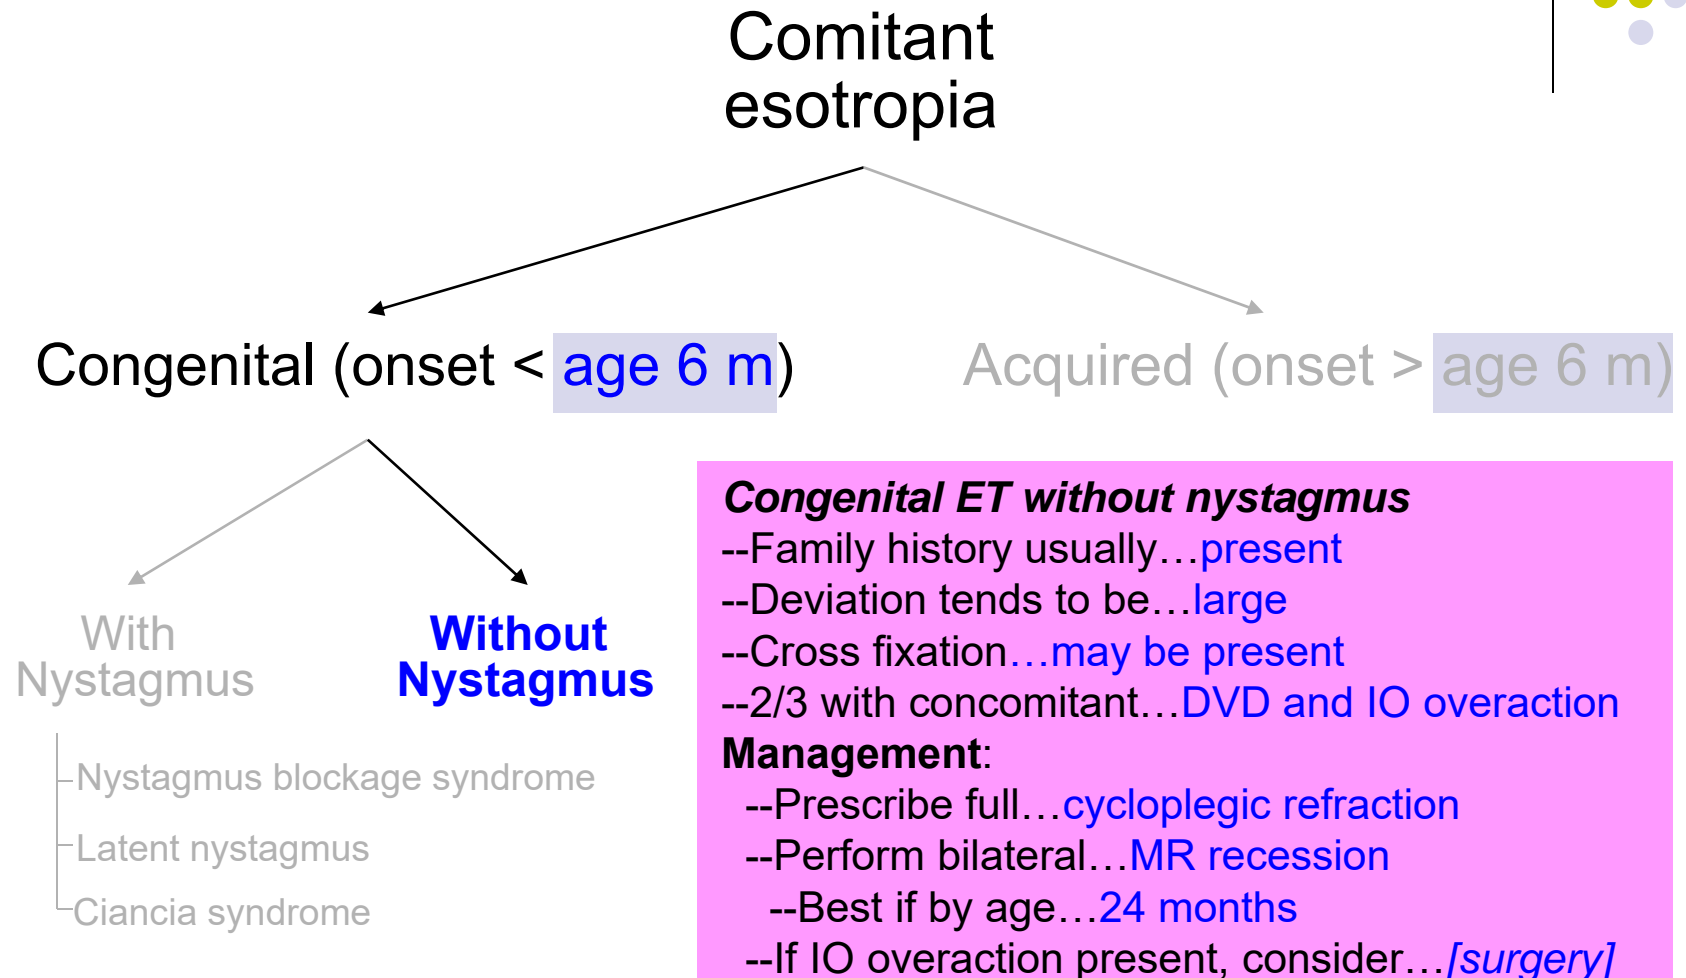 Comitant
esotropia
Congenital (onset < age 6 m)
Acquired (onset > age 6 m)
With
Nystagmus
Without
Nystagmus
Nystagmus blockage syndrome
Latent nystagmus
Ciancia syndrome
Congenital ET without nystagmus
--Family history usually…present
--Deviation tends to be…large
--Cross fixation…may be present
--2/3 with concomitant…DVD and IO overaction
Management:
--Prescribe full…cycloplegic refraction
--Perform bilateral…MR recession
--Best if by age…24 months
--If IO overaction present, consider…[surgery]